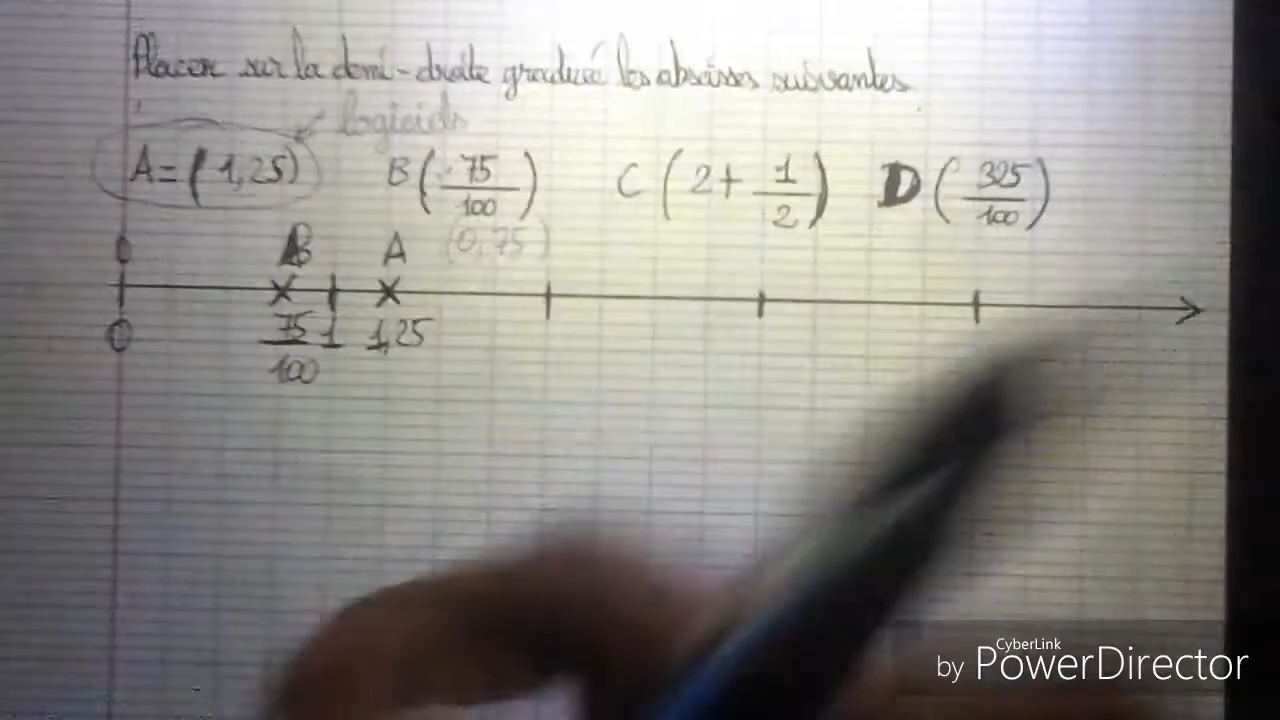 Placer sur la demi-droite gradué les abscisses suivantes
logiciels
A = (1,25) B (75/100) C (2 + 1/2) D (325/100)
B A (0,75)
0 75/100 1 1,25
CyberLink
by PowerDirector